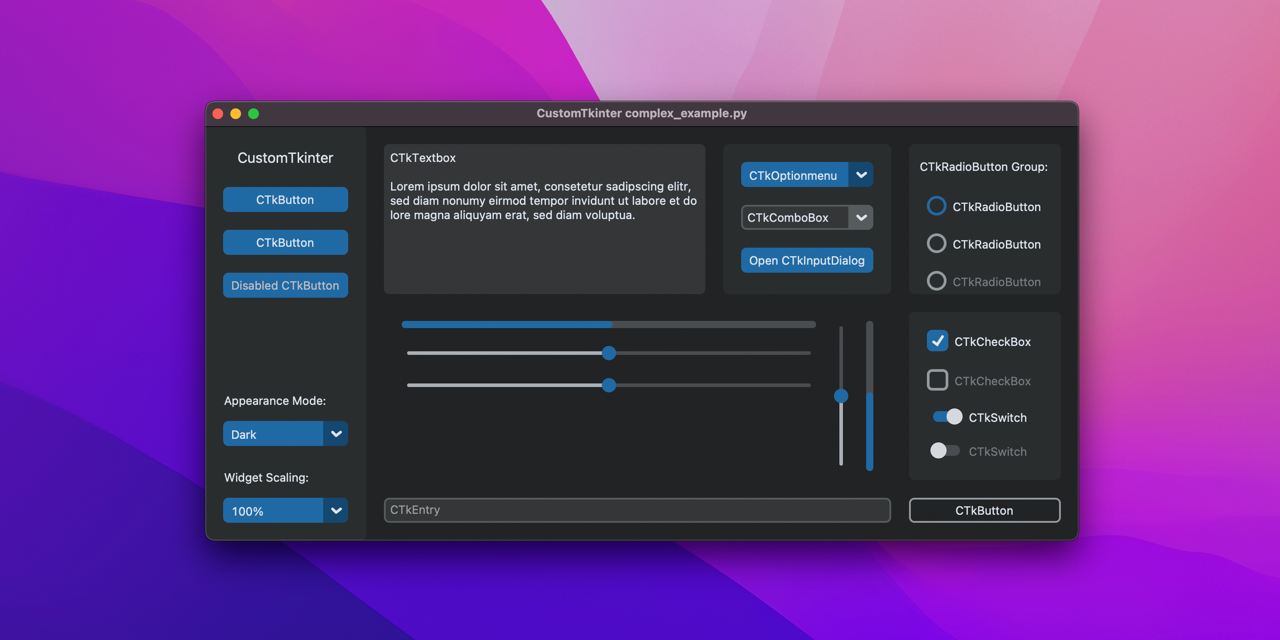 CustomTkinter complex_example.py
CustomTkinter
CTkButton
CTkButton
Disabled CTkButton
Appearance Mode:
Dark
Widget Scaling:
100%
CTkTextbox
Lorem ipsum dolor sit amet, consetetur sadipscing elitr,
sed diam nonumy eirmod tempor invidunt ut labore et do
lore magna aliquyam erat, sed diam voluptua.
CTkEntry
CTkOptionmenu
CTkComboBox
Open CTkInputDialog
CTkRadioButton Group:
CTkRadioButton
CTkRadioButton
CTkRadioButton
CTkCheckBox
CTkCheckBox
CTkSwitch
CTkSwitch
CTkButton